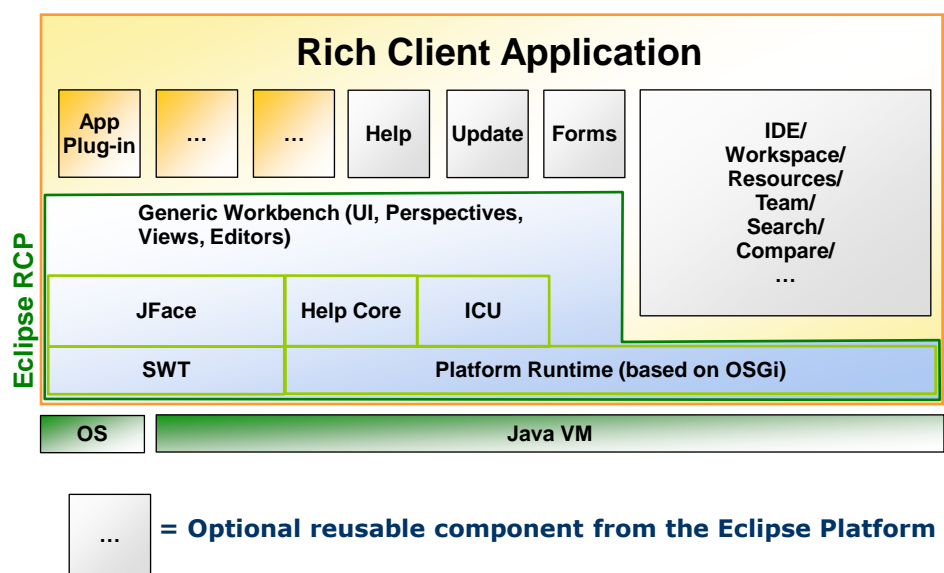 Rich Client Application
App
Plug-in
…
…
Help
Update
Forms
IDE/
Workspace/
Resources/
Team/
Search/
Compare/
…
Eclipse RCP
Generic Workbench (UI, Perspectives,
Views, Editors)
JFace
Help Core
ICU
SWT
Platform Runtime (based on OSGi)
OS
Java VM
…
= Optional reusable component from the Eclipse Platform